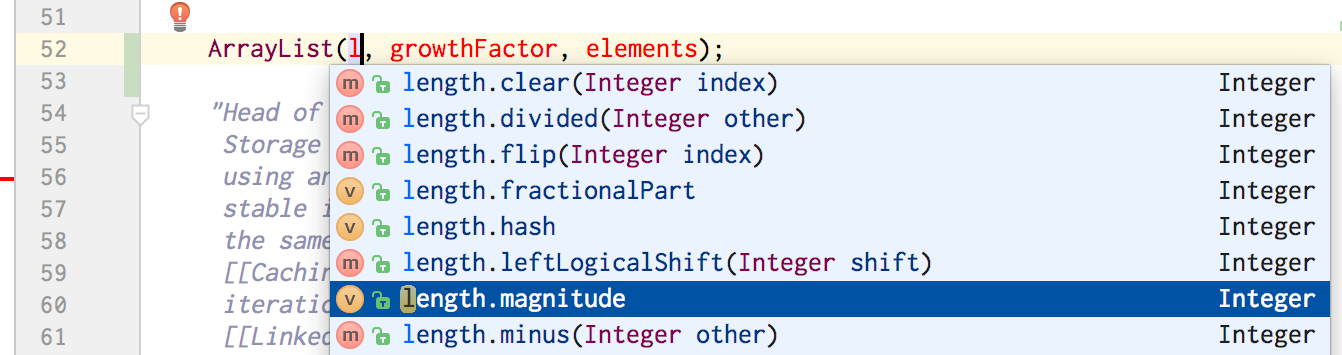 51
52 ArrayList(l, growthFactor, elements);
m length.clear(Integer index) Integer
53
m length.divided(Integer other) Integer
54 "Head of
m length.flip(Integer index) Integer
55 Storage
v length.fractionalPart Integer
56 using an
v length.hash Integer
57 stable i
m length.leftLogicalShift(Integer shift) Integer
58 the same
v length.magnitude Integer
59 [[Cachin
m length.minus(Integer other) Integer
60 iteratio
61 [[Linked